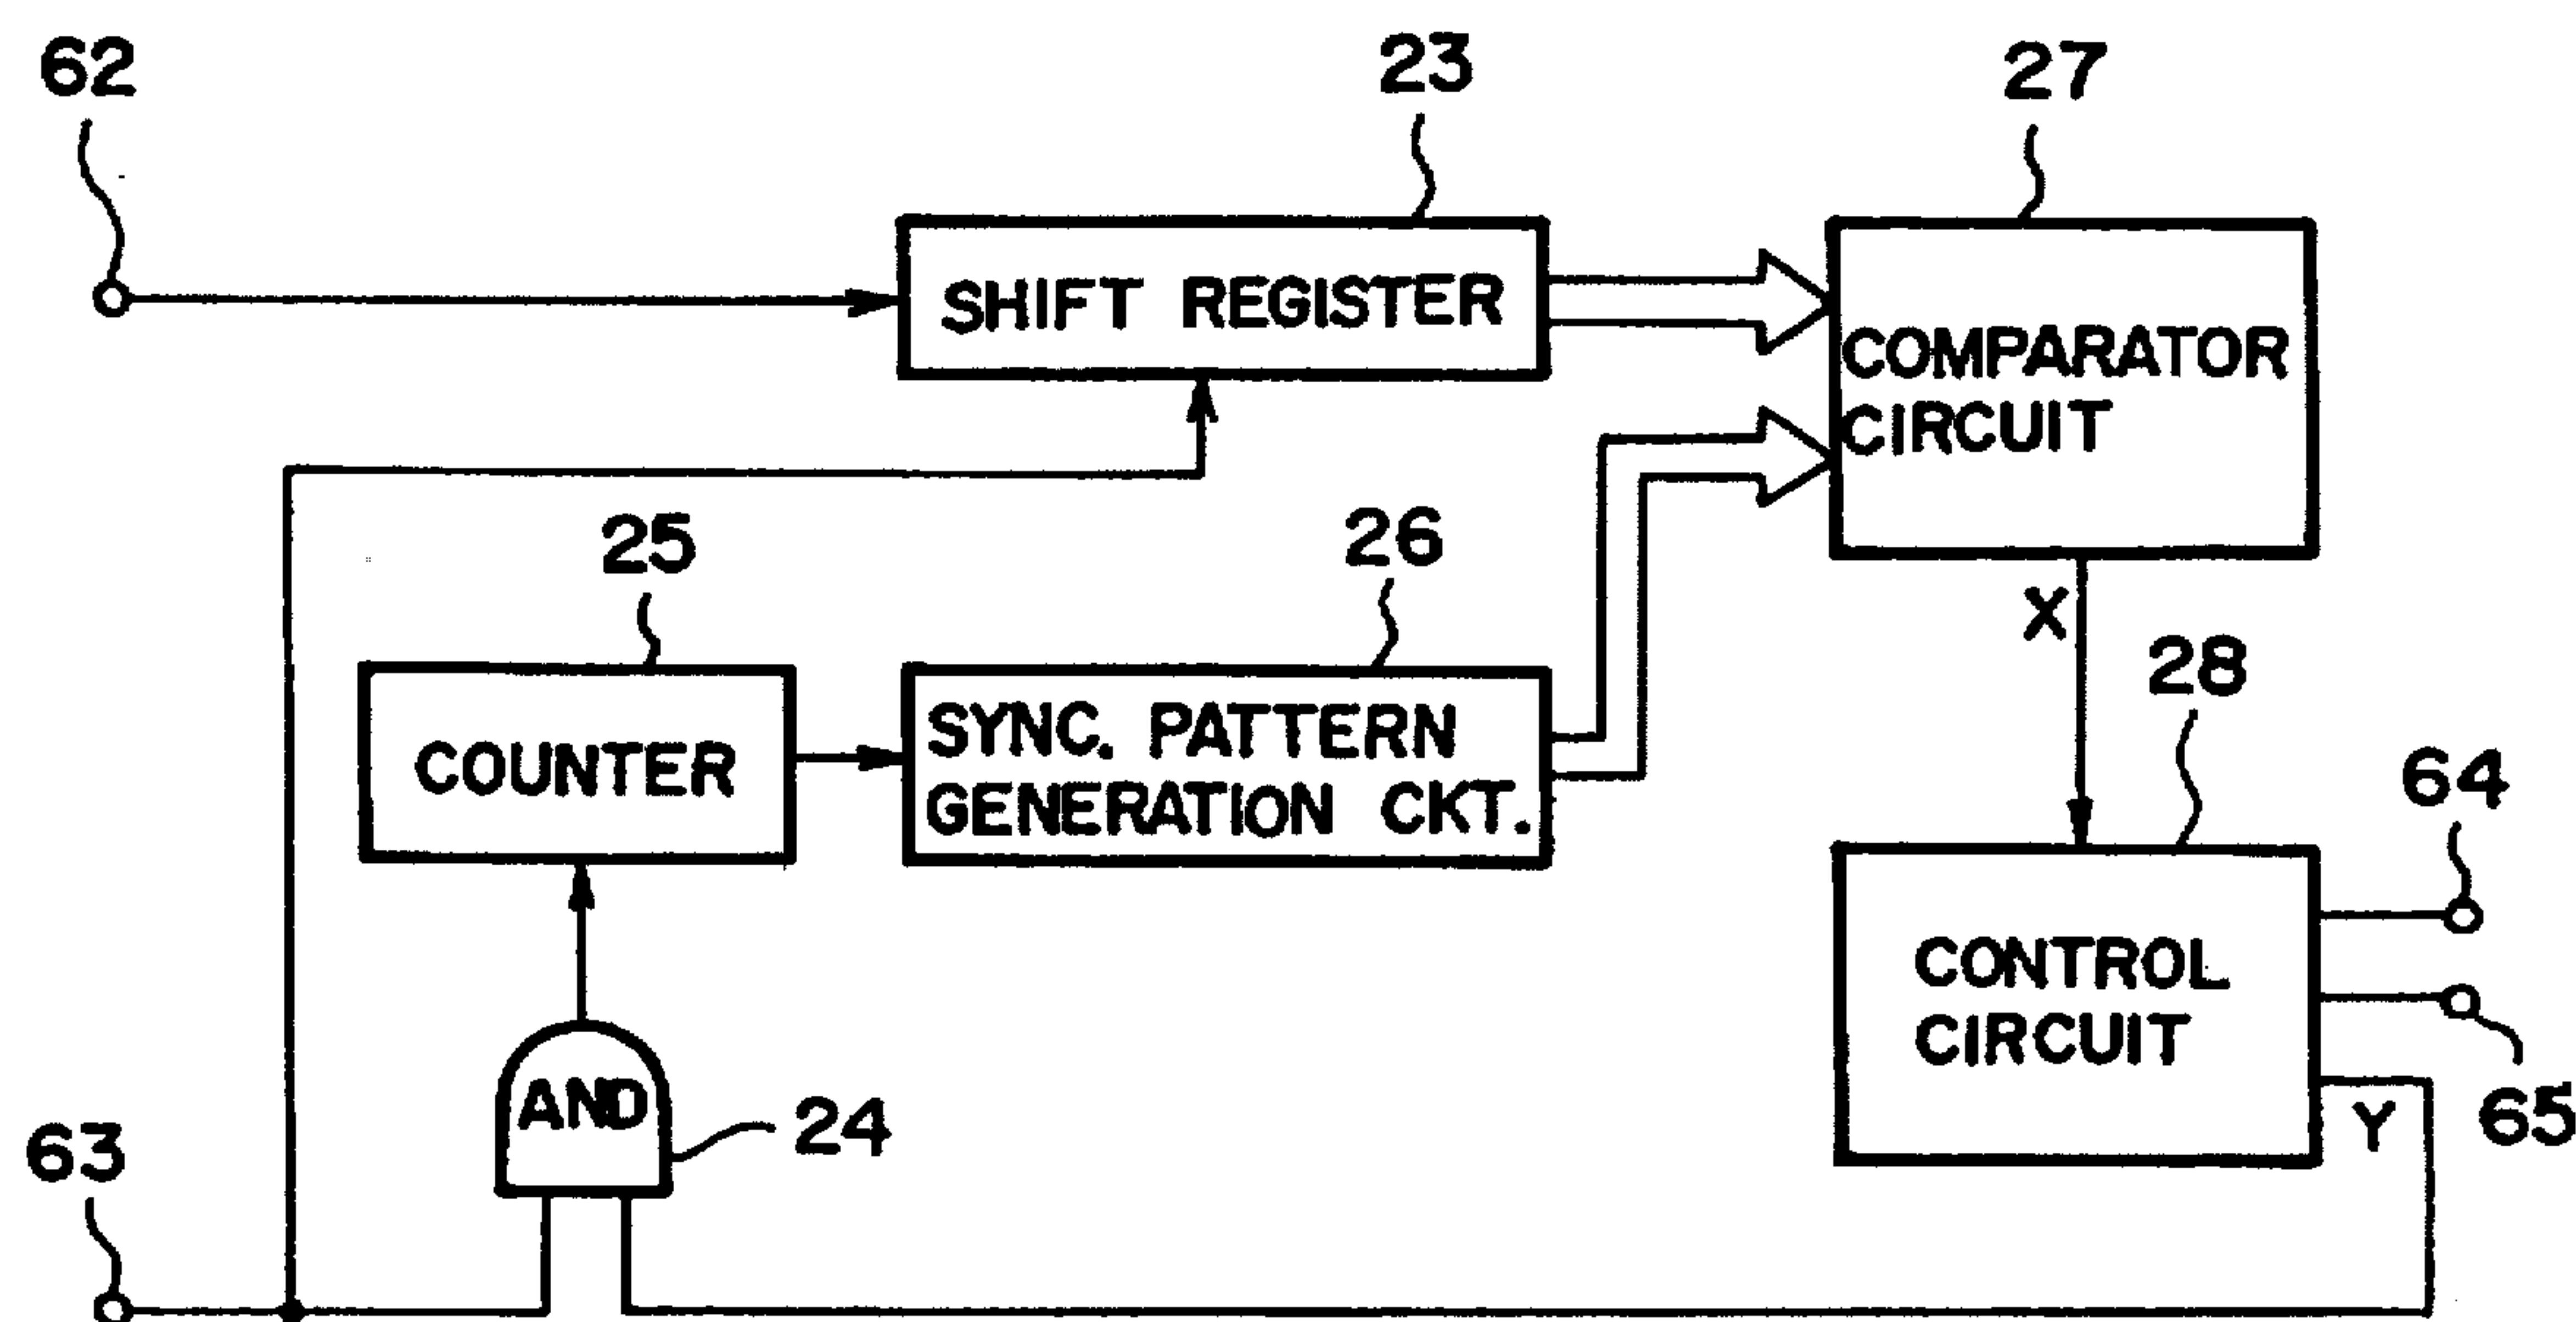 62
23
27
SHIFT REGISTER
COMPARATOR
CIRCUIT
25
26
X
28
COUNTER
SYNC. PATTERN
GENERATION CKT.
64
CONTROL
CIRCUIT
AND
24
63
Y
65